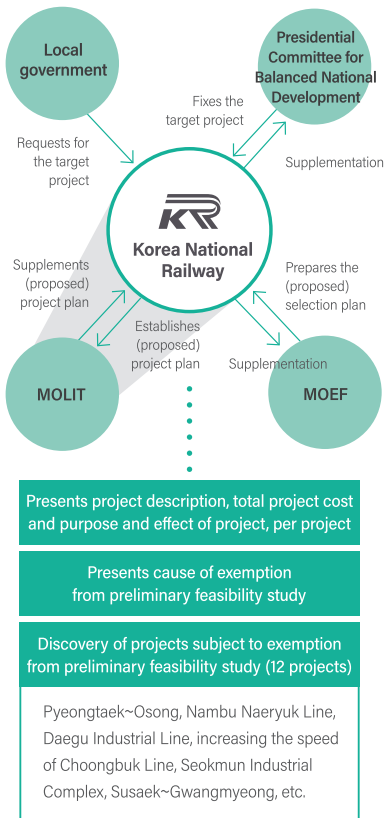 Local
government
Presidential
Committee for
Balanced National
Development
Fixes the
target project
Requests for
the target
project
Supplementation
KR
Korea National
Railway
Supplements
(proposed)
project plan
Prepares the
(proposed)
selection plan
Establishes
(proposed)
project plan
Supplementation
MOLIT
MOEF
Presents project description, total project cost
and purpose and effect of project, per project
Presents cause of exemption
from preliminary feasibility study
Discovery of projects subject to exemption
from preliminary feasibility study (12 projects)
Pyeongtaek~Osong, Nambu Naeryuk Line,
Daegu Industrial Line, increasing the speed
of Choongbuk Line, Seokmun Industrial
Complex, Susaek~Gwangmyeong, etc.